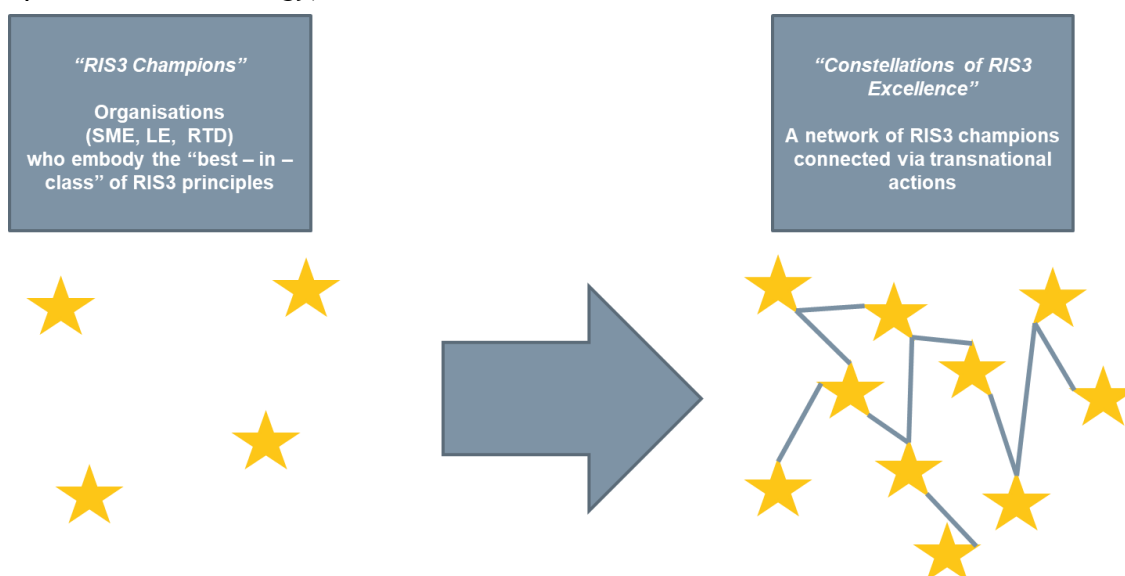 “RIS3 Champions”
Organisations
(SME, LE, RTD)
who embody the “best – in –
class” of RIS3 principles
“Constellations of RIS3
Excellence”
A network of RIS3 champions
connected via transnational
actions